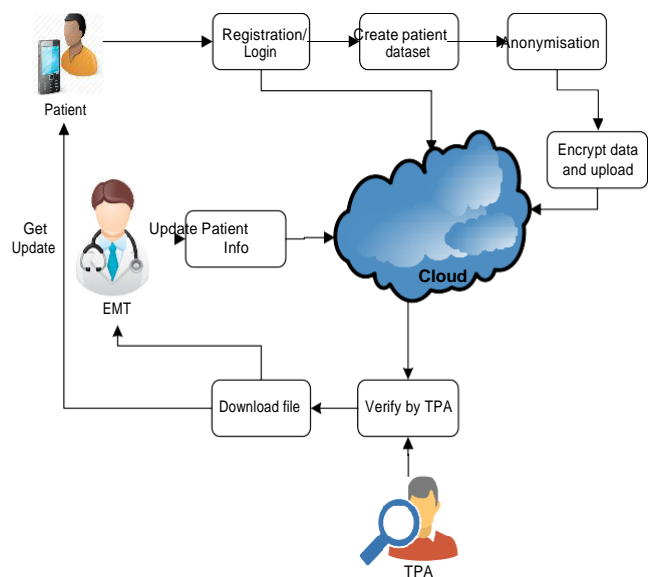 Registration/
Login
Create patient
dataset
Anonymisation
Patient
Encrypt data
and upload
Get
Update
Update Patient
Info
Cloud
EMT
Download file
Verify by TPA
TPA